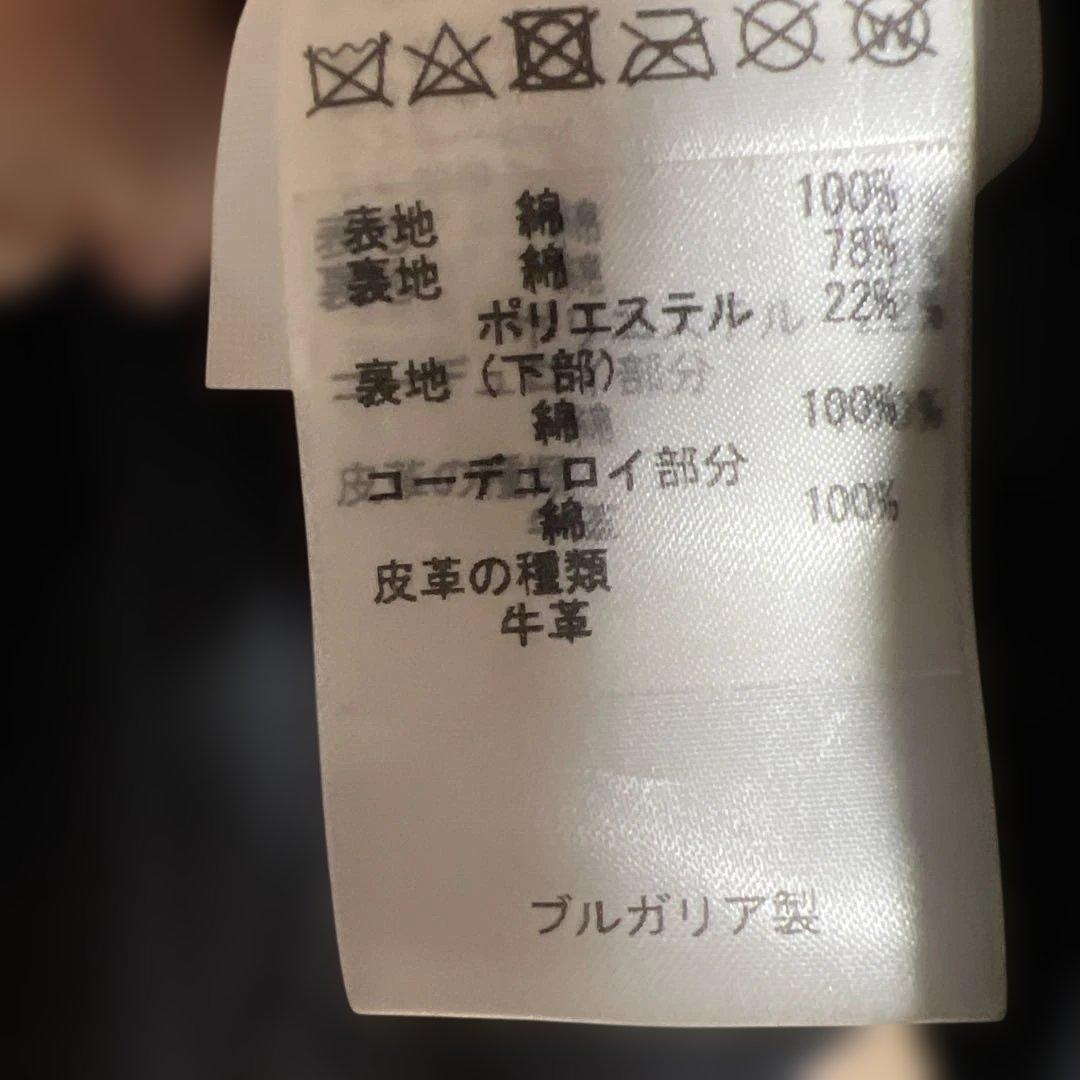 表地 綿 100%
裏地 綿 78%
ポリエステル 22%
裏地 (下部)
綿 100%
コーデュロイ部分
綿 100%
皮革の種類
牛革
ブルガリア製